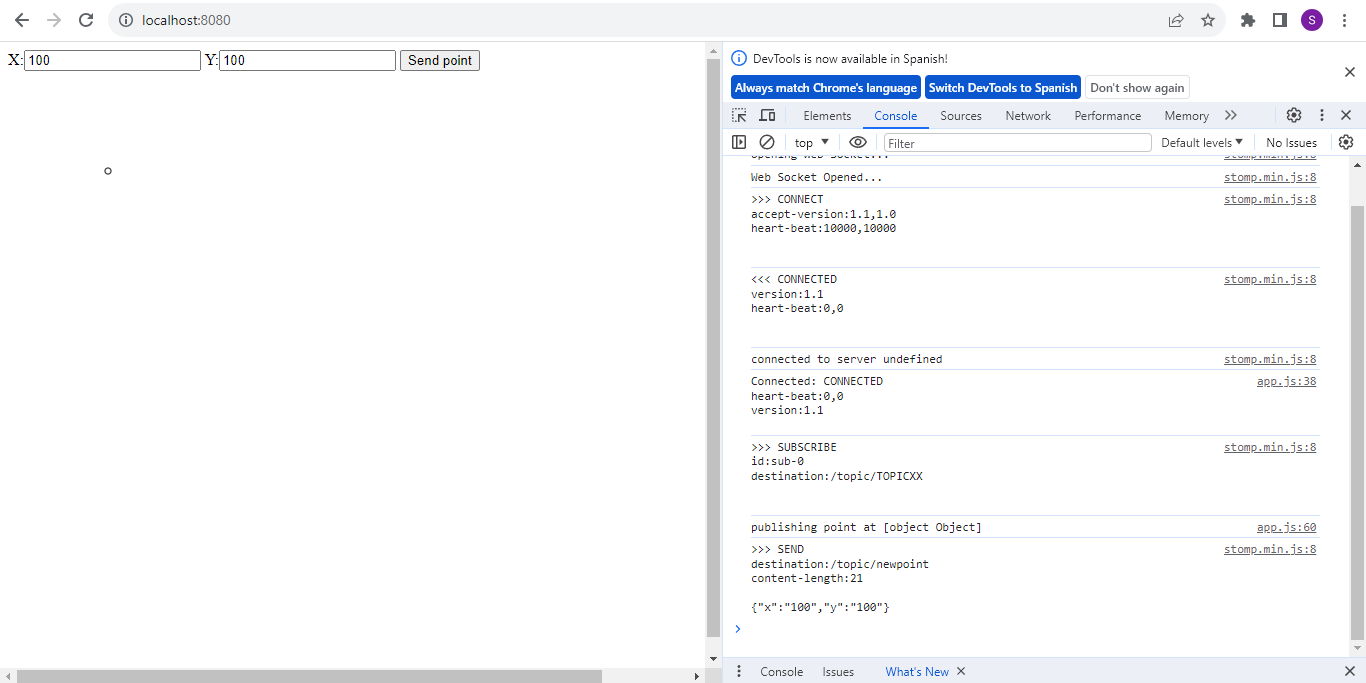 localhost:8080
S
X: 100 Y: 100 Send point
DevTools is now available in Spanish!
Always match Chrome's language Switch DevTools to Spanish Don't show again
Elements Console Sources Network Performance Memory
top Filter Default levels No Issues
Opening Web Socket... stomp.min.js:8
Web Socket Opened... stomp.min.js:8
>>> CONNECT stomp.min.js:8
accept-version:1.1,1.0
heart-beat:10000,10000
<<< CONNECTED stomp.min.js:8
version:1.1
heart-beat:0,0
connected to server undefined stomp.min.js:8
Connected: CONNECTED app.js:38
heart-beat:0,0
version:1.1
>>> SUBSCRIBE stomp.min.js:8
id:sub-0
destination:/topic/TOPICXX
publishing point at [object Object] app.js:60
>>> SEND stomp.min.js:8
destination:/topic/newpoint
content-length:21
{"x":"100","y":"100"}
Console Issues What's New